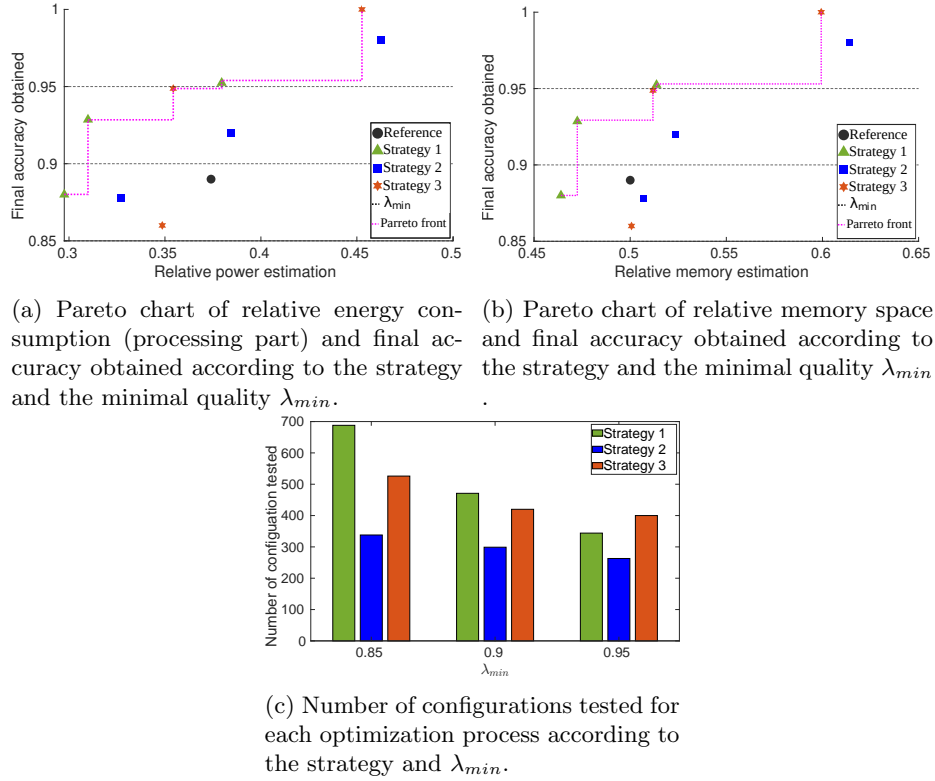 Final accuracy obtained
1
0.95
0.9
0.85
0.3
0.35
0.4
0.45
0.5
Relative power estimation
Reference
Strategy 1
Strategy 2
Strategy 3
λmin
Parreto front
Final accuracy obtained
1
0.95
0.9
0.85
0.45
0.5
0.55
0.6
0.65
Relative memory estimation
Reference
Strategy 1
Strategy 2
Strategy 3
λmin
Parreto front
(a) Pareto chart of relative energy con-
sumption (processing part) and final ac-
curacy obtained according to the strategy
and the minimal quality λmin.
(b) Pareto chart of relative memory space
and final accuracy obtained according to
the strategy and the minimal quality λmin
.
Number of configuation tested
700
600
500
400
300
200
100
0
0.85
0.9
0.95
λmin
Strategy 1
Strategy 2
Strategy 3
(c) Number of configurations tested for
each optimization process according to
the strategy and λmin.